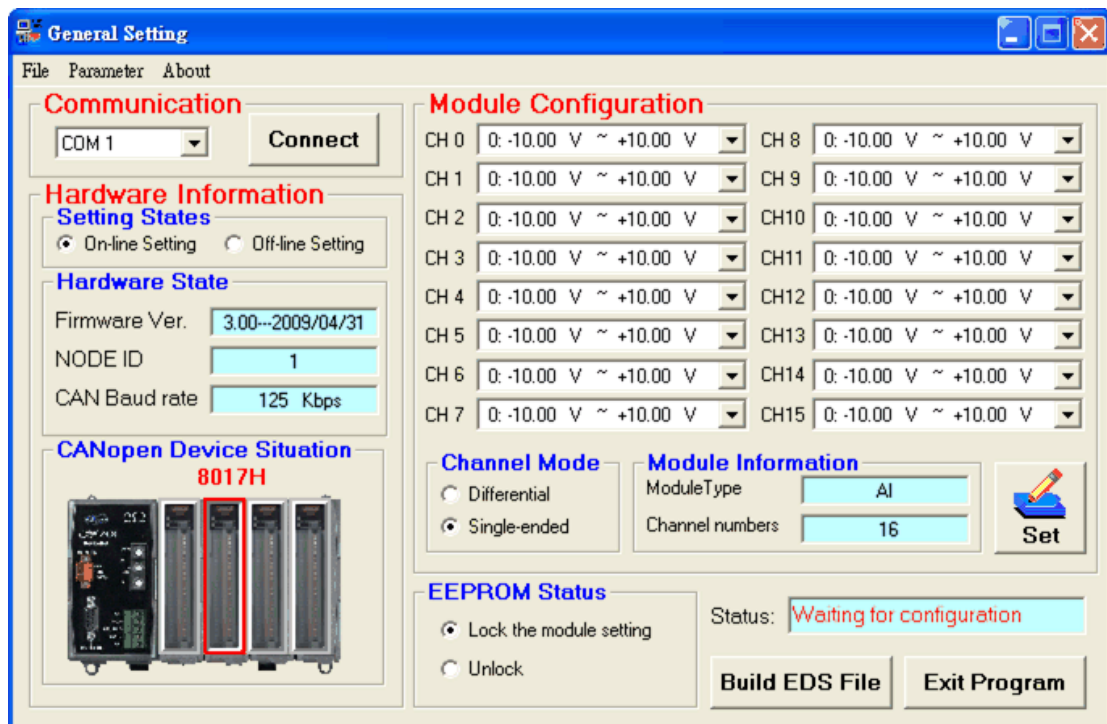 General Setting
File Parameter About
Communication
COM 1
Connect
Hardware Information
Setting States
On-line Setting Off-line Setting
Hardware State
Firmware Ver. 3.00---2009/04/31
NODE ID 1
CAN Baud rate 125 Kbps
CANopen Device Situation
8017H
Module Configuration
CH 0 0: -10.00 V ~ +10.00 V CH 8 0: -10.00 V ~ +10.00 V
CH 1 0: -10.00 V ~ +10.00 V CH 9 0: -10.00 V ~ +10.00 V
CH 2 0: -10.00 V ~ +10.00 V CH10 0: -10.00 V ~ +10.00 V
CH 3 0: -10.00 V ~ +10.00 V CH11 0: -10.00 V ~ +10.00 V
CH 4 0: -10.00 V ~ +10.00 V CH12 0: -10.00 V ~ +10.00 V
CH 5 0: -10.00 V ~ +10.00 V CH13 0: -10.00 V ~ +10.00 V
CH 6 0: -10.00 V ~ +10.00 V CH14 0: -10.00 V ~ +10.00 V
CH 7 0: -10.00 V ~ +10.00 V CH15 0: -10.00 V ~ +10.00 V
Channel Mode
Differential
Single-ended
Module Information
ModuleType AI
Channel numbers 16
Set
EEPROM Status
Lock the module setting
Unlock
Status: Waiting for configuration
Build EDS File Exit Program